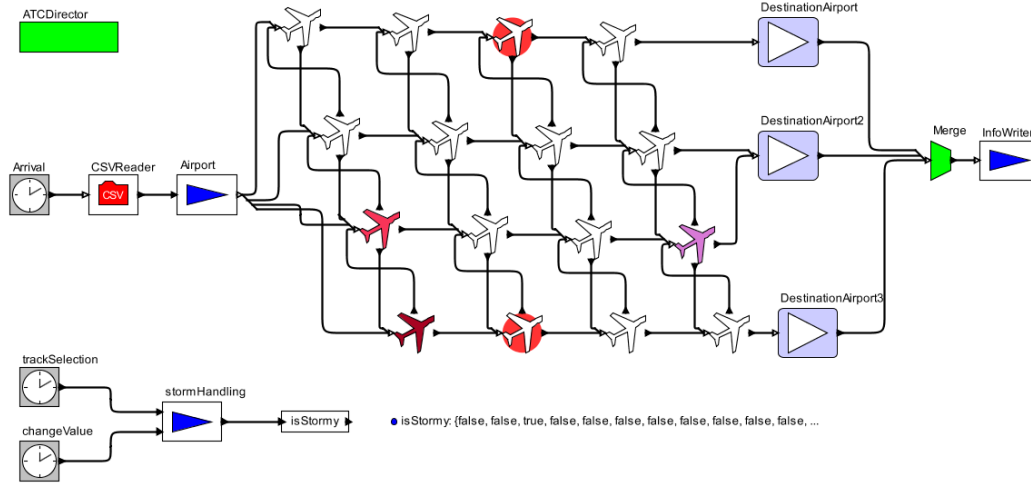 ATCDirector
DestinationAirport
DestinationAirport2
Merge
InfoWriter
Arrival
CSVReader
CSV
Airport
DestinationAirport3
trackSelection
stormHandling
isStormy
isStormy: {false, false, true, false, false, false, false, false, false, false, false, ...
changeValue